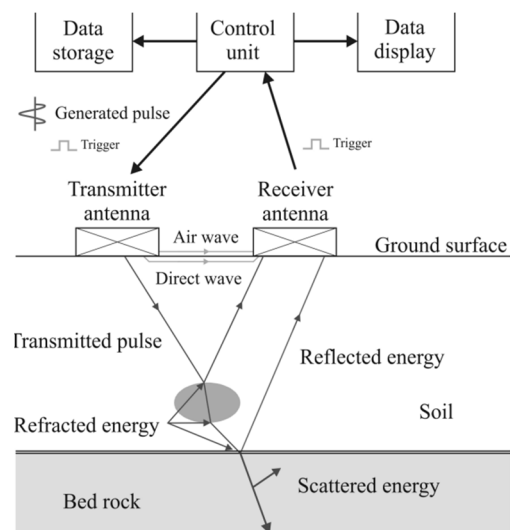 Data
storage
Control
unit
Data
display
Generated pulse
Trigger
Trigger
Transmitter
antenna
Receiver
antenna
Air wave
Ground surface
Direct wave
Transmitted pulse
Reflected energy
Soil
Refracted energy
Scattered energy
Bed rock